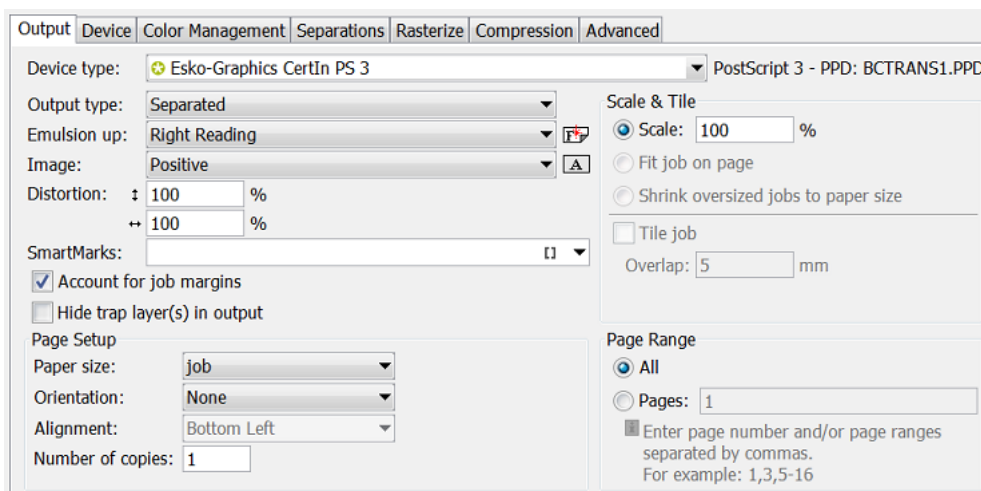 Output Device Color Management Separations Rasterize Compression Advanced
Device type: Esko-Graphics CertIn PS 3 PostScript 3 - PPD: BCTRANS1.PPD
Output type: Separated
Emulsion up: Right Reading
Image: Positive A
Distortion: 100 %
100 %
SmartMarks: []
Account for job margins
Hide trap layer(s) in output
Scale & Tile
Scale: 100 %
Fit job on page
Shrink oversized jobs to paper size
Tile job
Overlap: 5 mm
Page Setup
Paper size: job
Orientation: None
Alignment: Bottom Left
Number of copies: 1
Page Range
All
Pages: 1
Enter page number and/or page ranges
separated by commas.
For example: 1,3,5-16